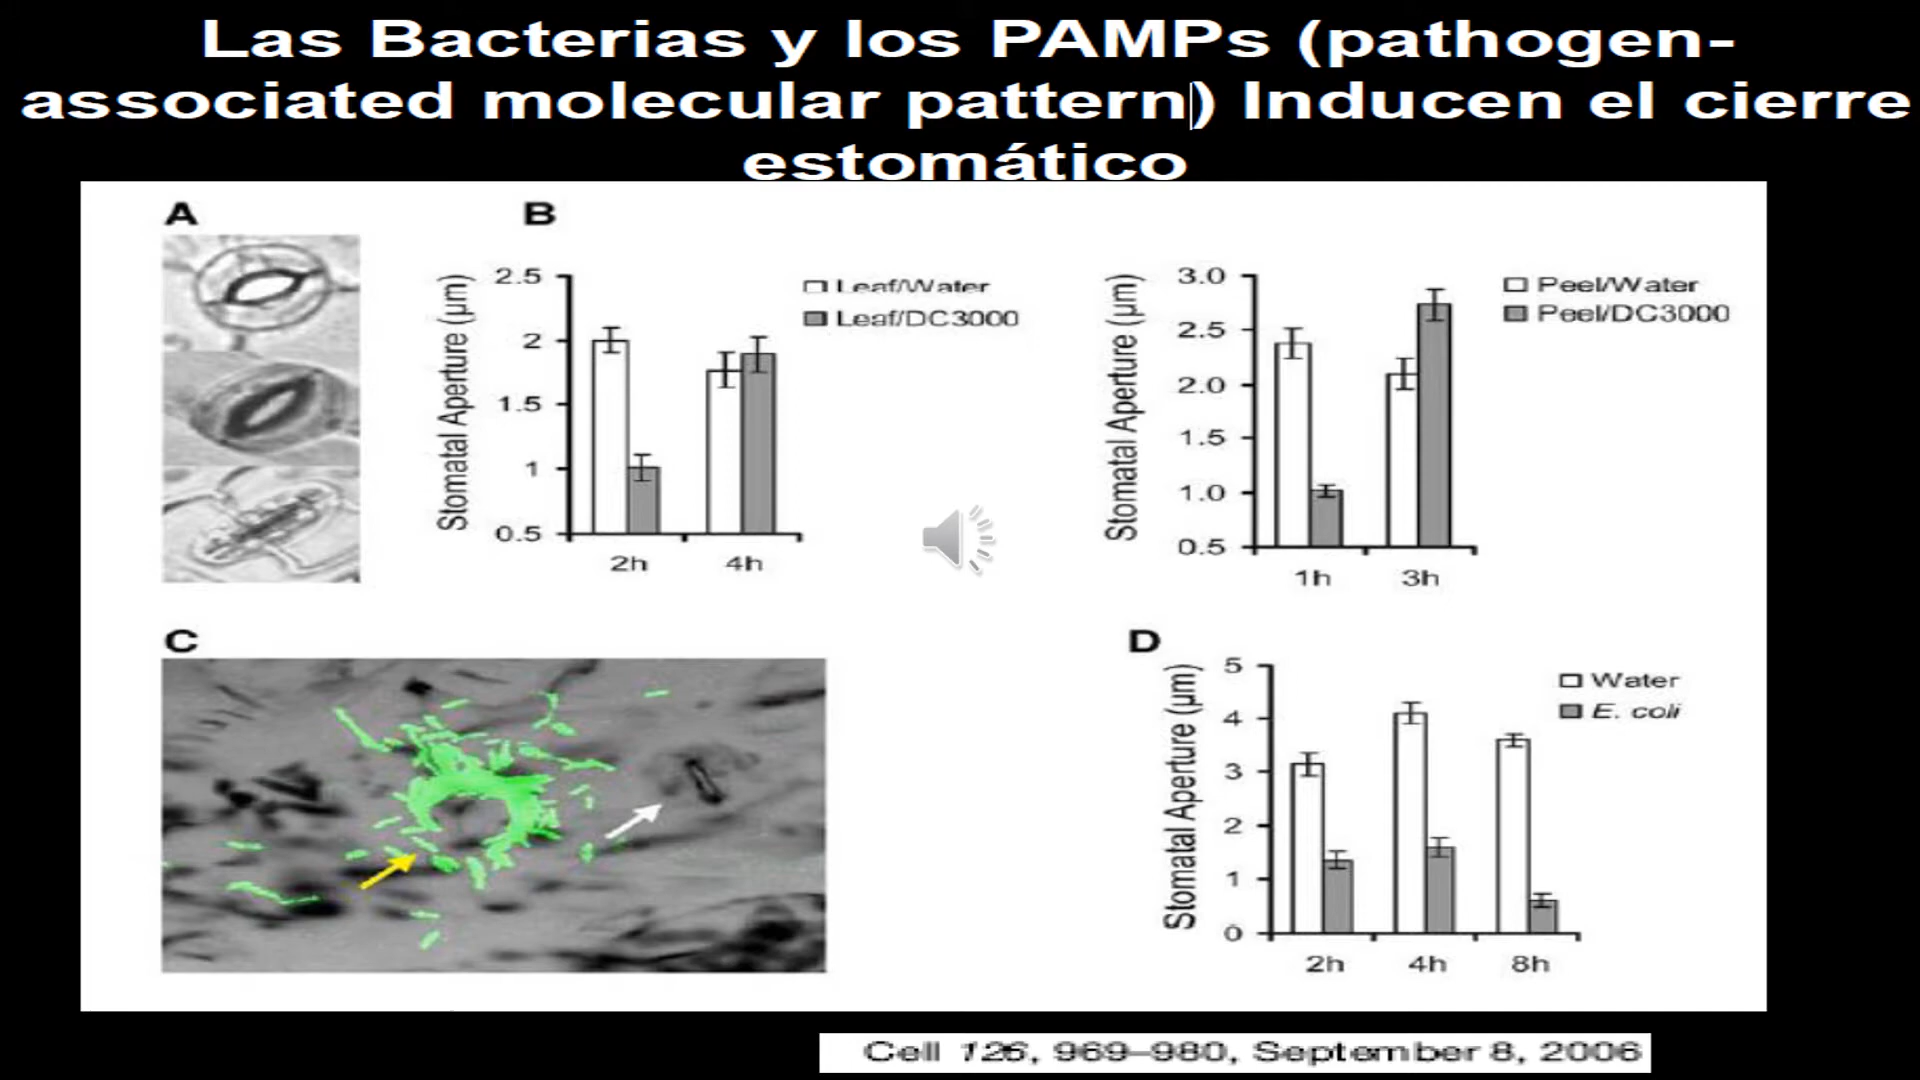 Las Bacterias y los PAMPs (pathogen-
associated molecular pattern) Inducen el cierre
estomático
A
B
Stomatal Aperture (µm)
2.5
2
1.5
1
0.5
2h
4h
Leaf/Water
Leaf/DC3000
Stomatal Aperture (µm)
3.0
2.5
2.0
1.5
1.0
0.5
1h
3h
Peel/Water
Peel/DC3000
C
D
Stomatal Aperture (µm)
5
4
3
2
1
0
2h
4h
8h
Water
E. coli
Cell 126, 969–980, September 8, 2006